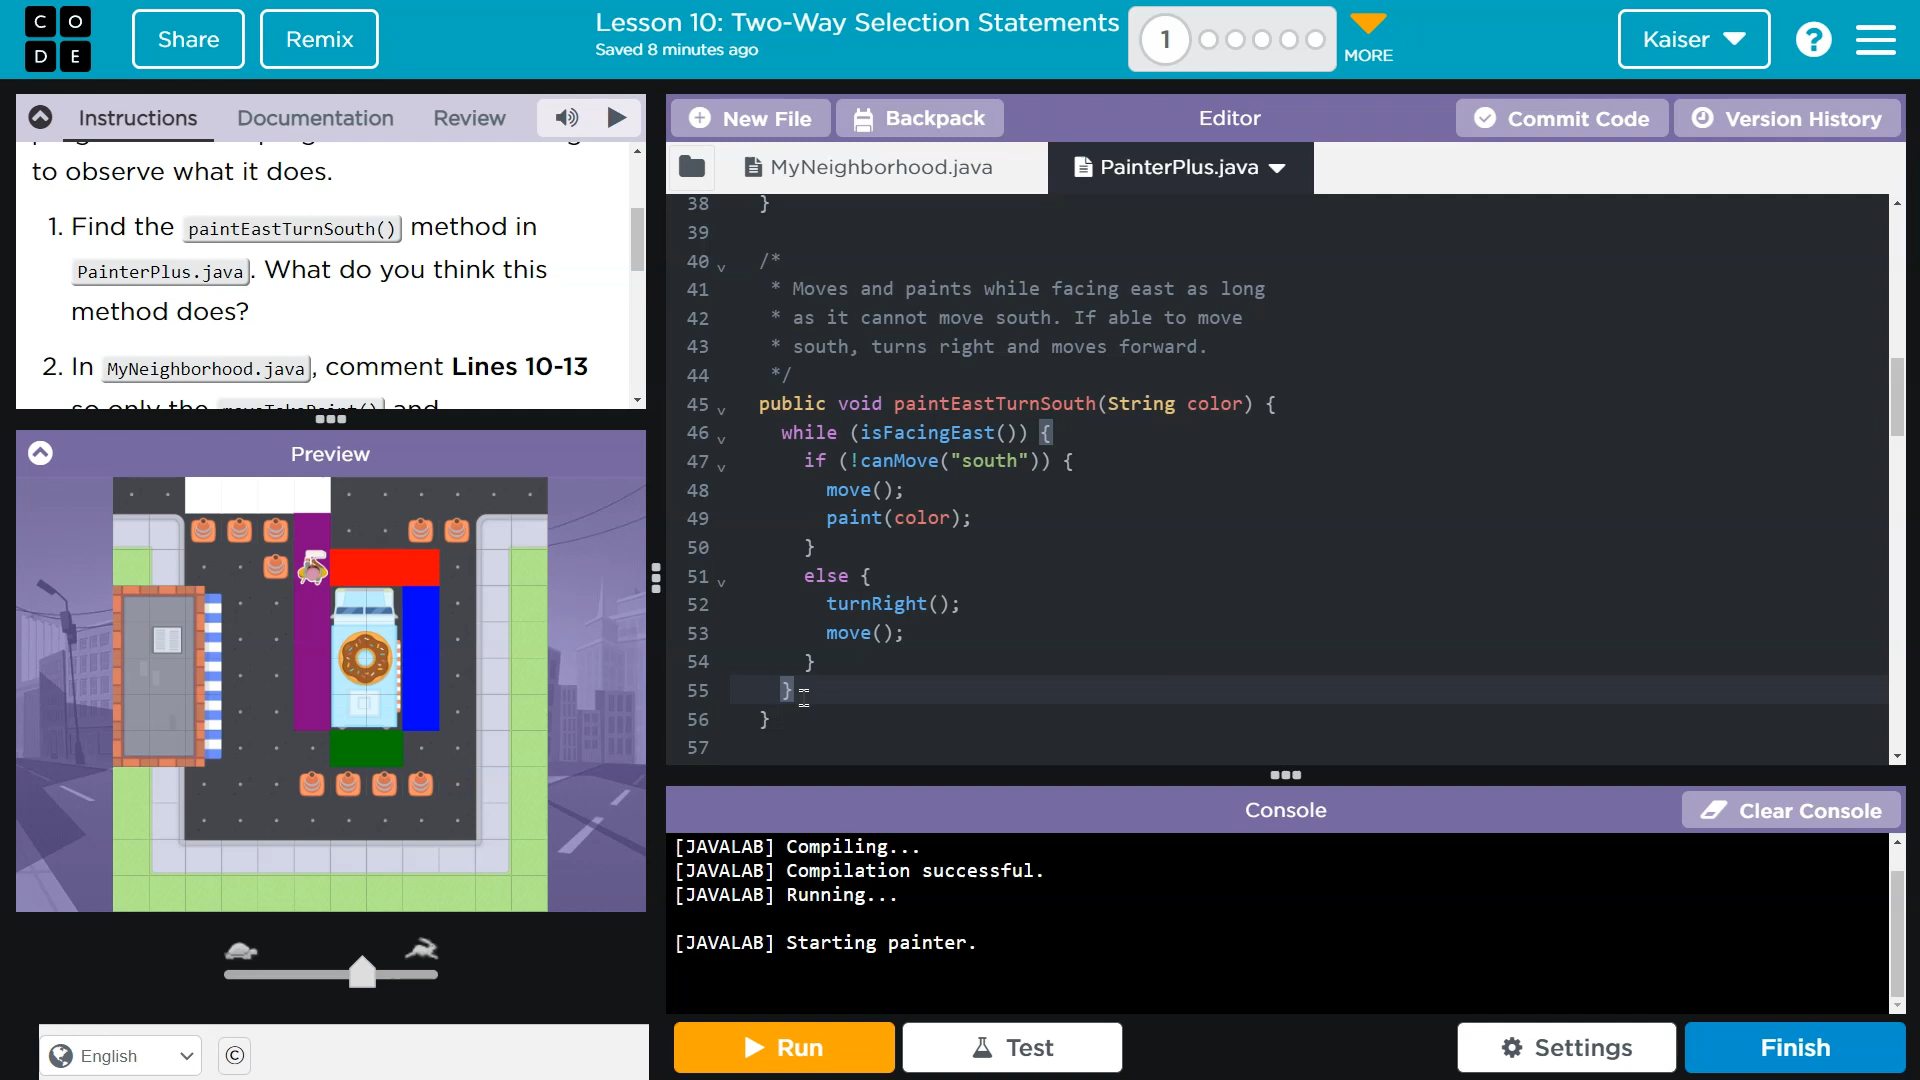 C O
D E
Share
Remix
Lesson 10: Two-Way Selection Statements
Saved 8 minutes ago
1
MORE
Kaiser
?
Instructions
Documentation
Review
to observe what it does.
1. Find the paintEastTurnSouth() method in
PainterPlus.java. What do you think this
method does?
2. In MyNeighborhood.java, comment Lines 10-13
so only the moveTakePaint() and
Preview
English
©
New File
Backpack
Editor
Commit Code
Version History
MyNeighborhood.java
PainterPlus.java
38 }
39
40 /*
41 * Moves and paints while facing east as long
42 * as it cannot move south. If able to move
43 * south, turns right and moves forward.
44 */
45 public void paintEastTurnSouth(String color) {
46 while (isFacingEast()) {
47 if (!canMove("south")) {
48 move();
49 paint(color);
50 }
51 else {
52 turnRight();
53 move();
54 }
55 }
56 }
57
Console
Clear Console
[JAVALAB] Compiling...
[JAVALAB] Compilation successful.
[JAVALAB] Running...
[JAVALAB] Starting painter.
Run
Test
Settings
Finish